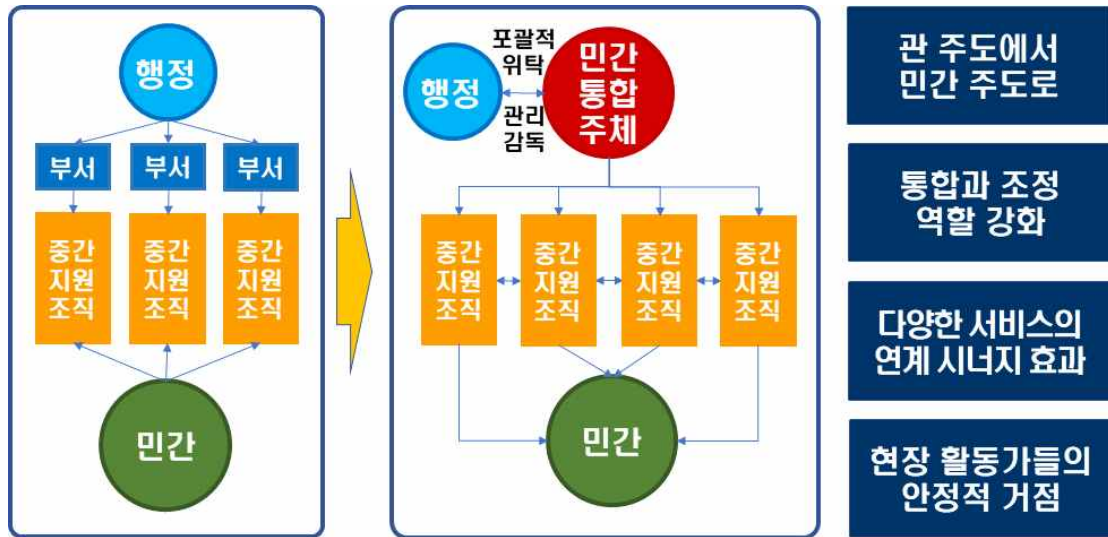 행정
부서
부서
부서
중간
지원
조직
중간
지원
조직
중간
지원
조직
민간
행정
포괄적
위탁
관리
감독
민간
통합
주체
중간
지원
조직
중간
지원
조직
중간
지원
조직
중간
지원
조직
민간
관 주도에서
민간 주도로
통합과 조정
역할 강화
다양한 서비스의
연계 시너지 효과
현장 활동가들의
안정적 거점